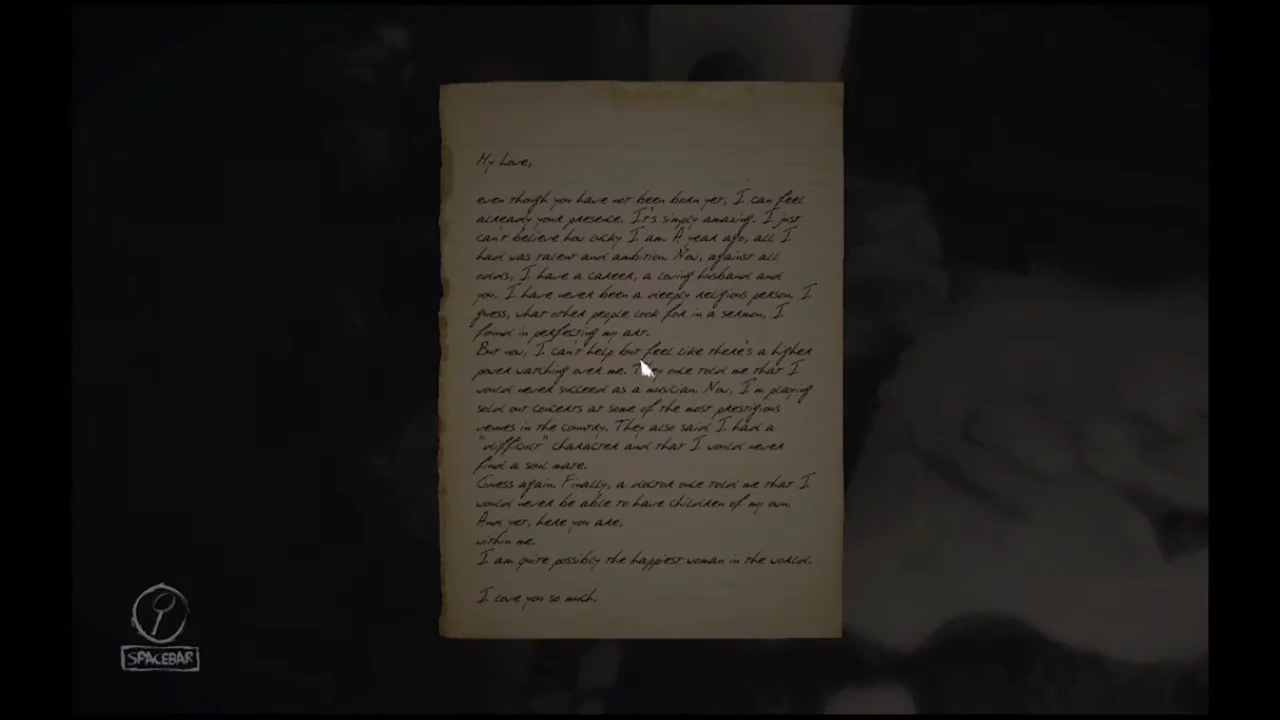 My Love,
even though you have not been born yet, I can feel
already your presence. It's simply amazing. I just
can't believe how lucky I am. A year ago, all I
had was talent and ambition. Now, against all
odds, I have a career, a loving husband and
you. I have never been a deeply religious person, I
guess, what other people look for in a sermon, I
found in perfecting my art.
But now, I can't help but feel like there's a higher
power watching over me. They once told me that I
would never succeed as a musician. Now, I'm playing
sold out concerts at some of the most prestigious
venues in the country. They also said I had a
"difficult" character and that I would never
find a soul mate.
Guess again. Finally, a doctor once told me that I
would never be able to have children of my own.
And yet, here you are,
within me.
I am quite possibly the happiest woman in the world.
I love you so much.
SPACEBAR